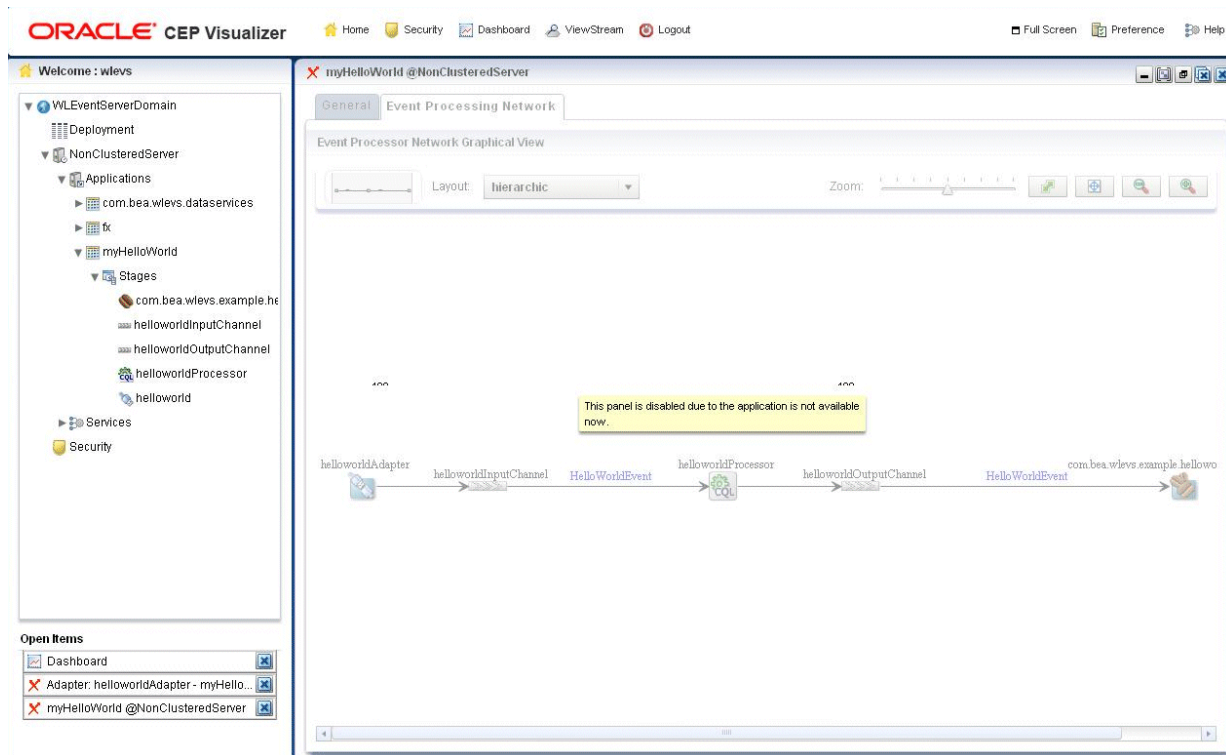 ORACLE CEP Visualizer
Home Security Dashboard ViewStream Logout
Full Screen Preference Help
Welcome : wlevs
WLEventServerDomain
Deployment
NonClusteredServer
Applications
com.bea.wlevs.dataservices
fx
myHelloWorld
Stages
com.bea.wlevs.example.he
helloworldInputChannel
helloworldOutputChannel
helloworldProcessor
helloworld
Services
Security
Open Items
Dashboard
Adapter: helloworldAdapter - myHello...
myHelloWorld @NonClusteredServer
myHelloWorld @NonClusteredServer
General Event Processing Network
Event Processor Network Graphical View
Layout: hierarchic Zoom:
This panel is disabled due to the application is not available
now.
helloworldAdapter
helloworldInputChannel
HelloWorldEvent
helloworldProcessor
CQL
helloworldOutputChannel
HelloWorldEvent
com.bea.wlevs.example.hellowo